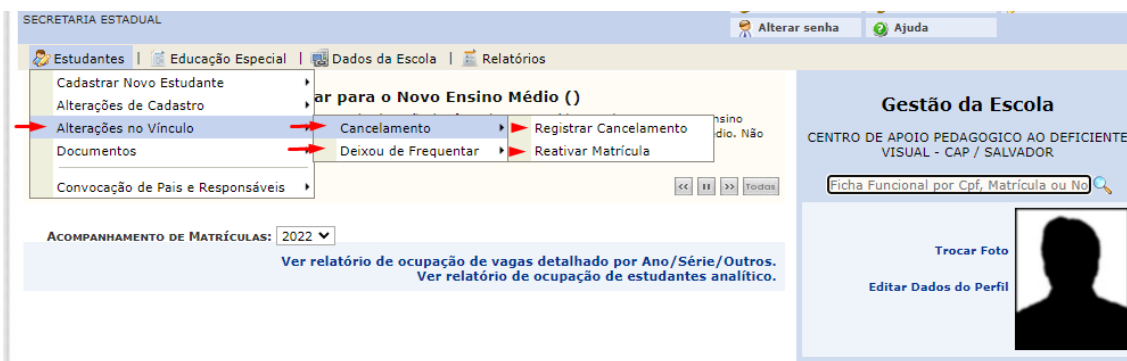 SECRETARIA ESTADUAL
Alterar senha
Ajuda
Estudantes | Educação Especial | Dados da Escola | Relatórios
Cadastrar Novo Estudante
Alterações de Cadastro
Alterações no Vínculo
Documentos
Convocação de Pais e Responsáveis
Cancelamento
Deixou de Frequentar
Registrar Cancelamento
Reativar Matrícula
ar para o Novo Ensino Médio ()
nsino
dio. Não
<< II >> Todas
ACOMPANHAMENTO DE MATRÍCULAS: 2022
Ver relatório de ocupação de vagas detalhado por Ano/Série/Outros.
Ver relatório de ocupação de estudantes analítico.
Gestão da Escola
CENTRO DE APOIO PEDAGOGICO AO DEFICIENTE
VISUAL - CAP / SALVADOR
Ficha Funcional por Cpf, Matrícula ou No
Trocar Foto
Editar Dados do Perfil